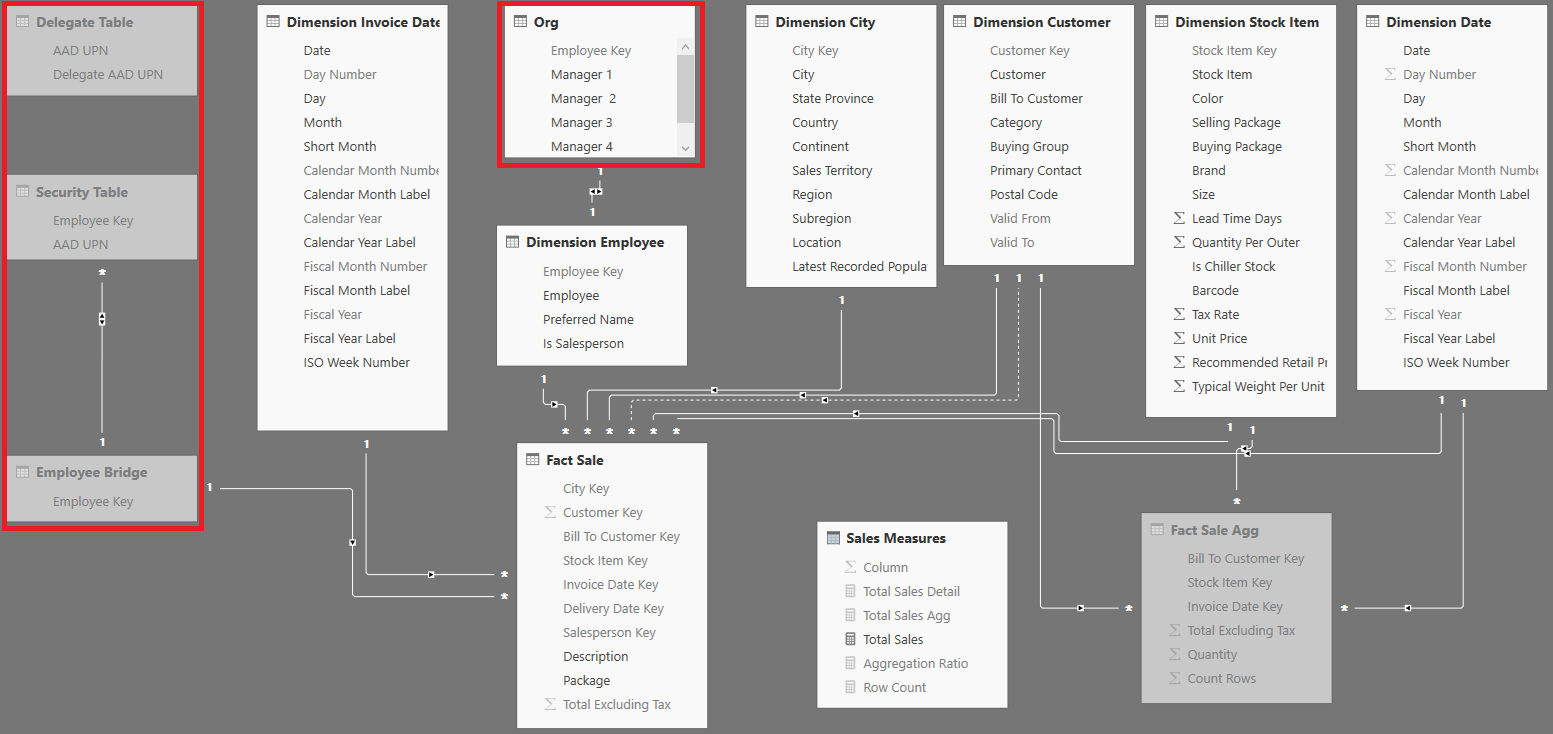 Delegate Table
AAD UPN
Delegate AAD UPN
Security Table
Employee Key
AAD UPN
*
1
Employee Bridge
Employee Key
1
Dimension Invoice Date
Date
Day Number
Day
Month
Short Month
Calendar Month Numbe
Calendar Month Label
Calendar Year
Calendar Year Label
Fiscal Month Number
Fiscal Month Label
Fiscal Year
Fiscal Year Label
ISO Week Number
1
Org
Employee Key
Manager 1
Manager  2
Manager 3
Manager 4
1
1
Dimension Employee
Employee Key
Employee
Preferred Name
Is Salesperson
1
Dimension City
City Key
City
State Province
Country
Continent
Sales Territory
Region
Subregion
Location
Latest Recorded Popula
1
Dimension Customer
Customer Key
Customer
Bill To Customer
Category
Buying Group
Primary Contact
Postal Code
Valid From
Valid To
1 1 1
Dimension Stock Item
Stock Item Key
Stock Item
Color
Selling Package
Buying Package
Brand
Size
Σ Lead Time Days
Σ Quantity Per Outer
Is Chiller Stock
Barcode
Σ Tax Rate
Σ Unit Price
Σ Recommended Retail Pr
Σ Typical Weight Per Unit
1 1
Dimension Date
Date
Σ Day Number
Day
Month
Short Month
Σ Calendar Month Numbe
Calendar Month Label
Σ Calendar Year
Calendar Year Label
Σ Fiscal Month Number
Fiscal Month Label
Σ Fiscal Year
Fiscal Year Label
ISO Week Number
1 1
* * * * * *
Fact Sale
City Key
Σ Customer Key
Bill To Customer Key
Stock Item Key
Invoice Date Key
Delivery Date Key
Salesperson Key
Description
Package
Σ Total Excluding Tax
*
*
Sales Measures
Σ Column
Total Sales Detail
Total Sales Agg
Total Sales
Aggregation Ratio
Row Count
*
Fact Sale Agg
Bill To Customer Key
Stock Item Key
Invoice Date Key
Σ Total Excluding Tax
Σ Quantity
Σ Count Rows
*
*